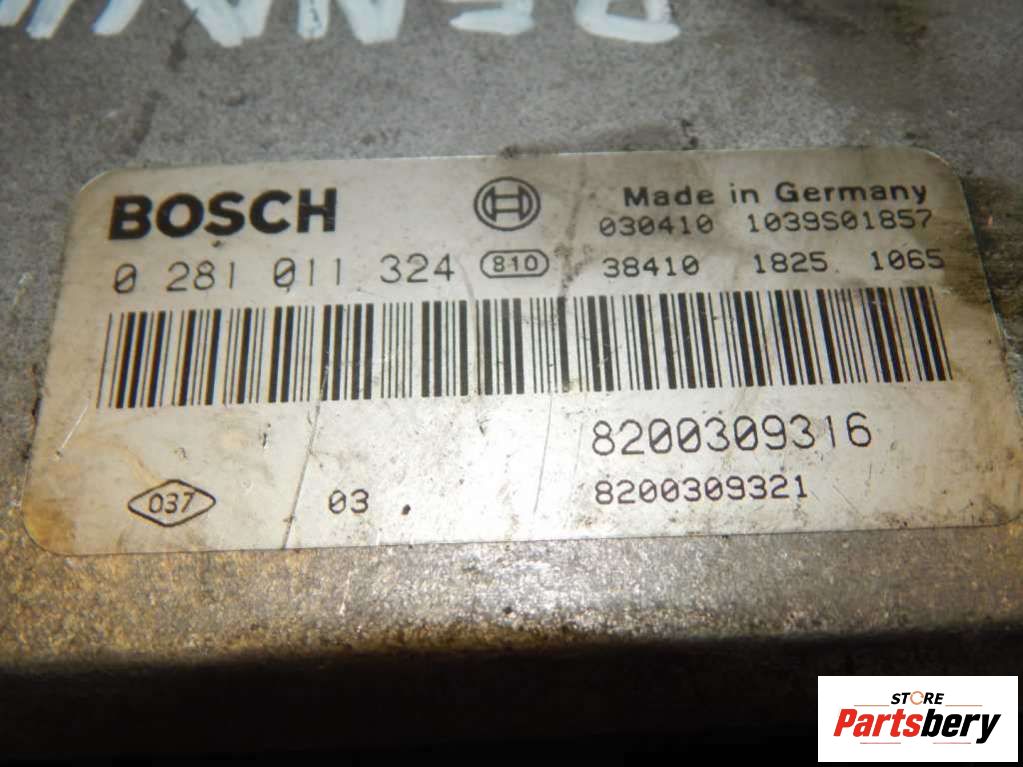 BOSCH
Made in Germany
030410 1039S01857
0 281 011 324 810 38410 1825 1065
8200309316
037 03 8200309321
STORE
Partsbery